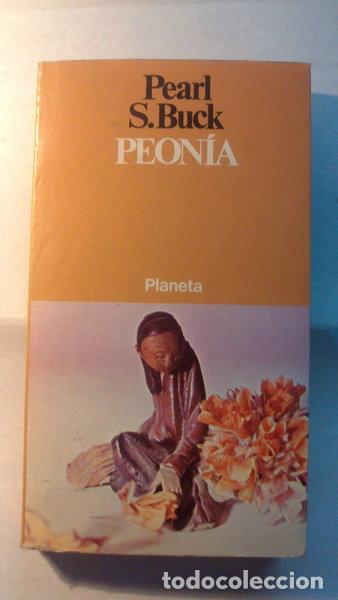 Pearl
S.Buck
PEONÍA
Planeta
todocoleccion